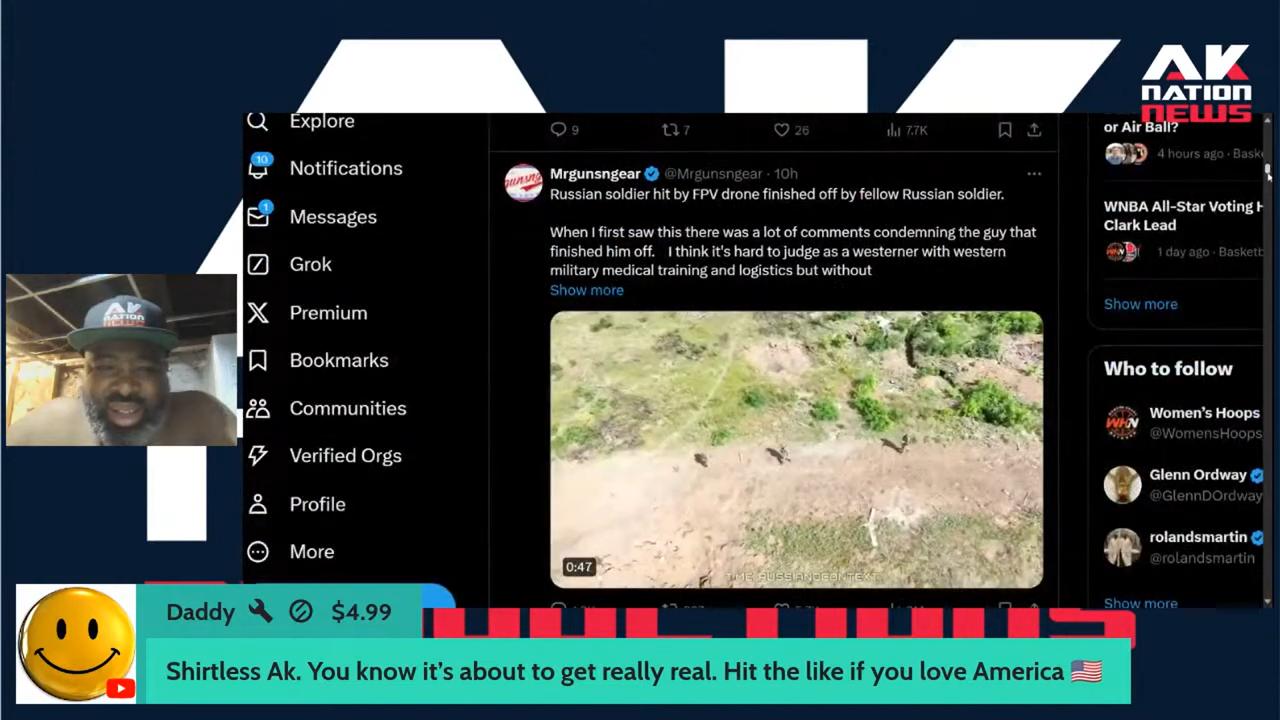 AK
NATION
NEWS
Explore
10
Notifications
1
Messages
Grok
Premium
Bookmarks
Communities
Verified Orgs
Profile
More
9
7
26
7.7K
Mrgunsngear @Mrgunsngear · 10h
Russian soldier hit by FPV drone finished off by fellow Russian soldier.
When I first saw this there was a lot of comments condemning the guy that
finished him off. I think it's hard to judge as a westerner with western
military medical training and logistics but without
Show more
0:47
or Air Ball?
4 hours ago · Bask
WNBA All-Star Voting
Clark Lead
1 day ago · Basketb
Show more
Who to follow
Women's Hoops
@WomensHoops
Glenn Ordway
@GlennDOrdway
rolandsmartin
@rolandsmartin
Show more
AK
NATION
NEWS
Daddy $4.99
Shirtless Ak. You know it's about to get really real. Hit the like if you love America 🇺🇸